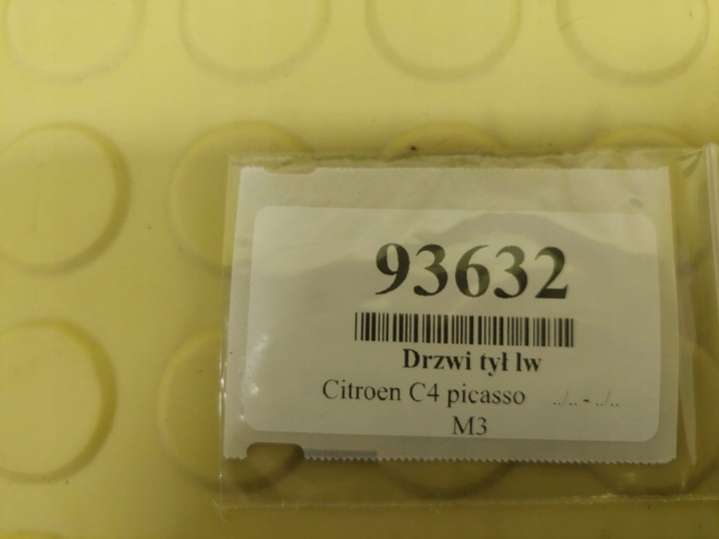 93632
Drzwi tył lw
Citroen C4 picasso ../.. - ../..
M3